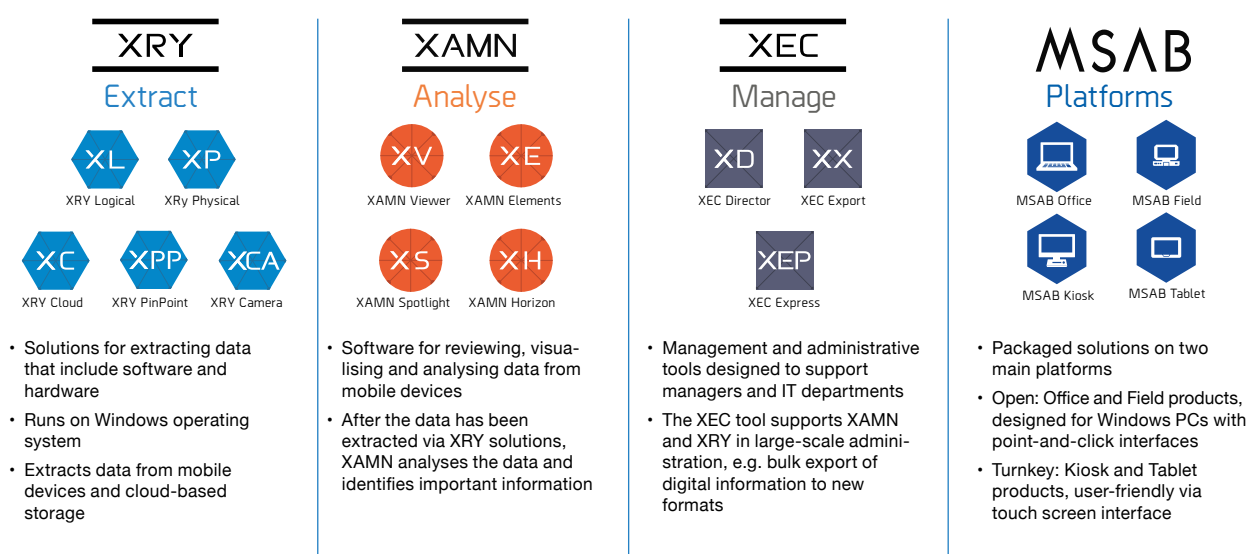 XRY
Extract
XL
XP
XRY Logical
XRy Physical
XC
XPP
XCA
XRY Cloud
XRY PinPoint
XRY Camera
• Solutions for extracting data
that include software and
hardware
• Runs on Windows operating
system
• Extracts data from mobile
devices and cloud-based
storage
XAMN
Analyse
XV
XE
XAMN Viewer
XAMN Elements
XS
XH
XAMN Spotlight
XAMN Horizon
• Software for reviewing, visua-
lising and analysing data from
mobile devices
• After the data has been
extracted via XRY solutions,
XAMN analyses the data and
identifies important information
XEC
Manage
XD
XX
XEC Director
XEC Export
XEP
XEC Express
• Management and administrative
tools designed to support
managers and IT departments
• The XEC tool supports XAMN
and XRY in large-scale admini-
stration, e.g. bulk export of
digital information to new
formats
MSAB
Platforms
MSAB Office
MSAB Field
MSAB Kiosk
MSAB Tablet
• Packaged solutions on two
main platforms
• Open: Office and Field products,
designed for Windows PCs with
point-and-click interfaces
• Turnkey: Kiosk and Tablet
products, user-friendly via
touch screen interface